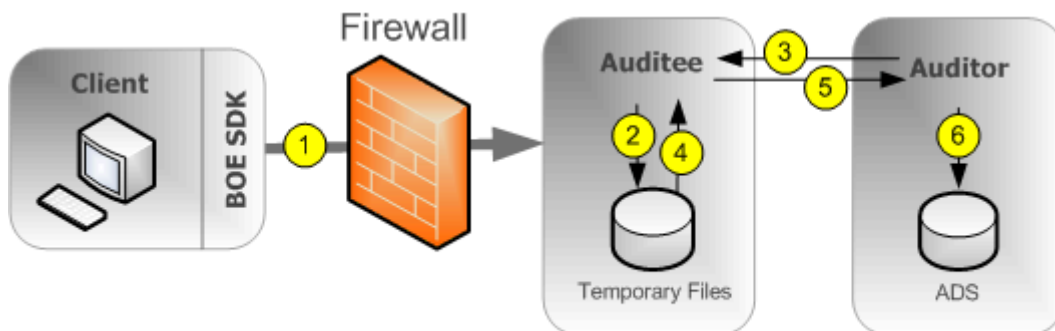 Firewall
Client
BOE SDK
1
Auditee
3
5
Auditor
2
4
6
Temporary Files
ADS